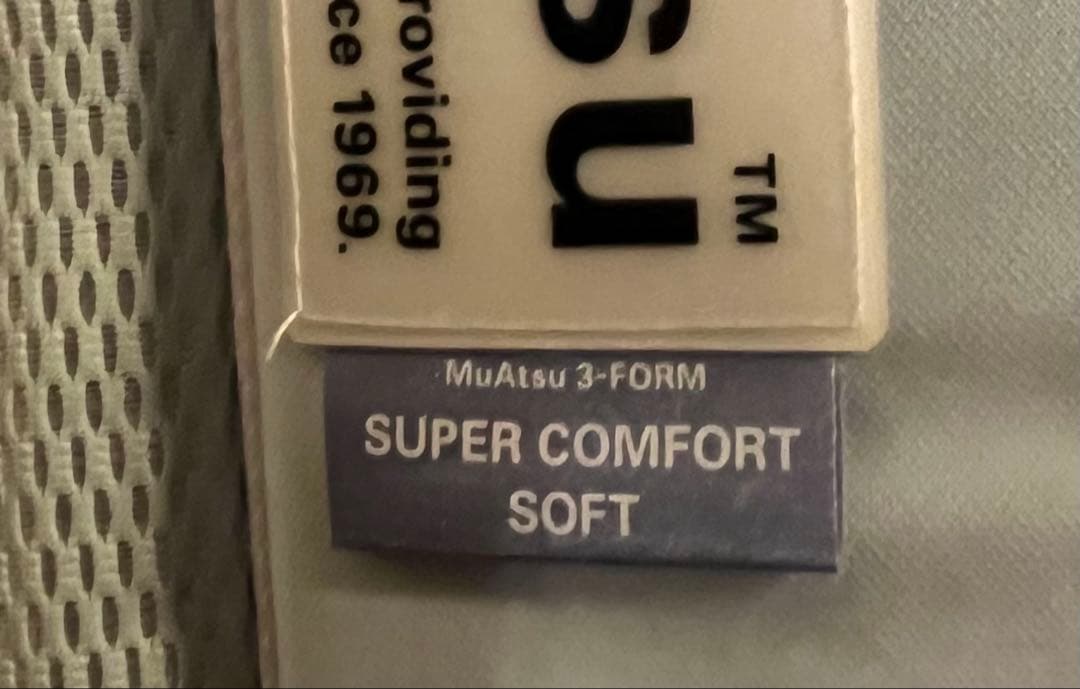 su
TM
roviding
ce 1969.
MuAtsu 3-FORM
SUPER COMFORT
SOFT